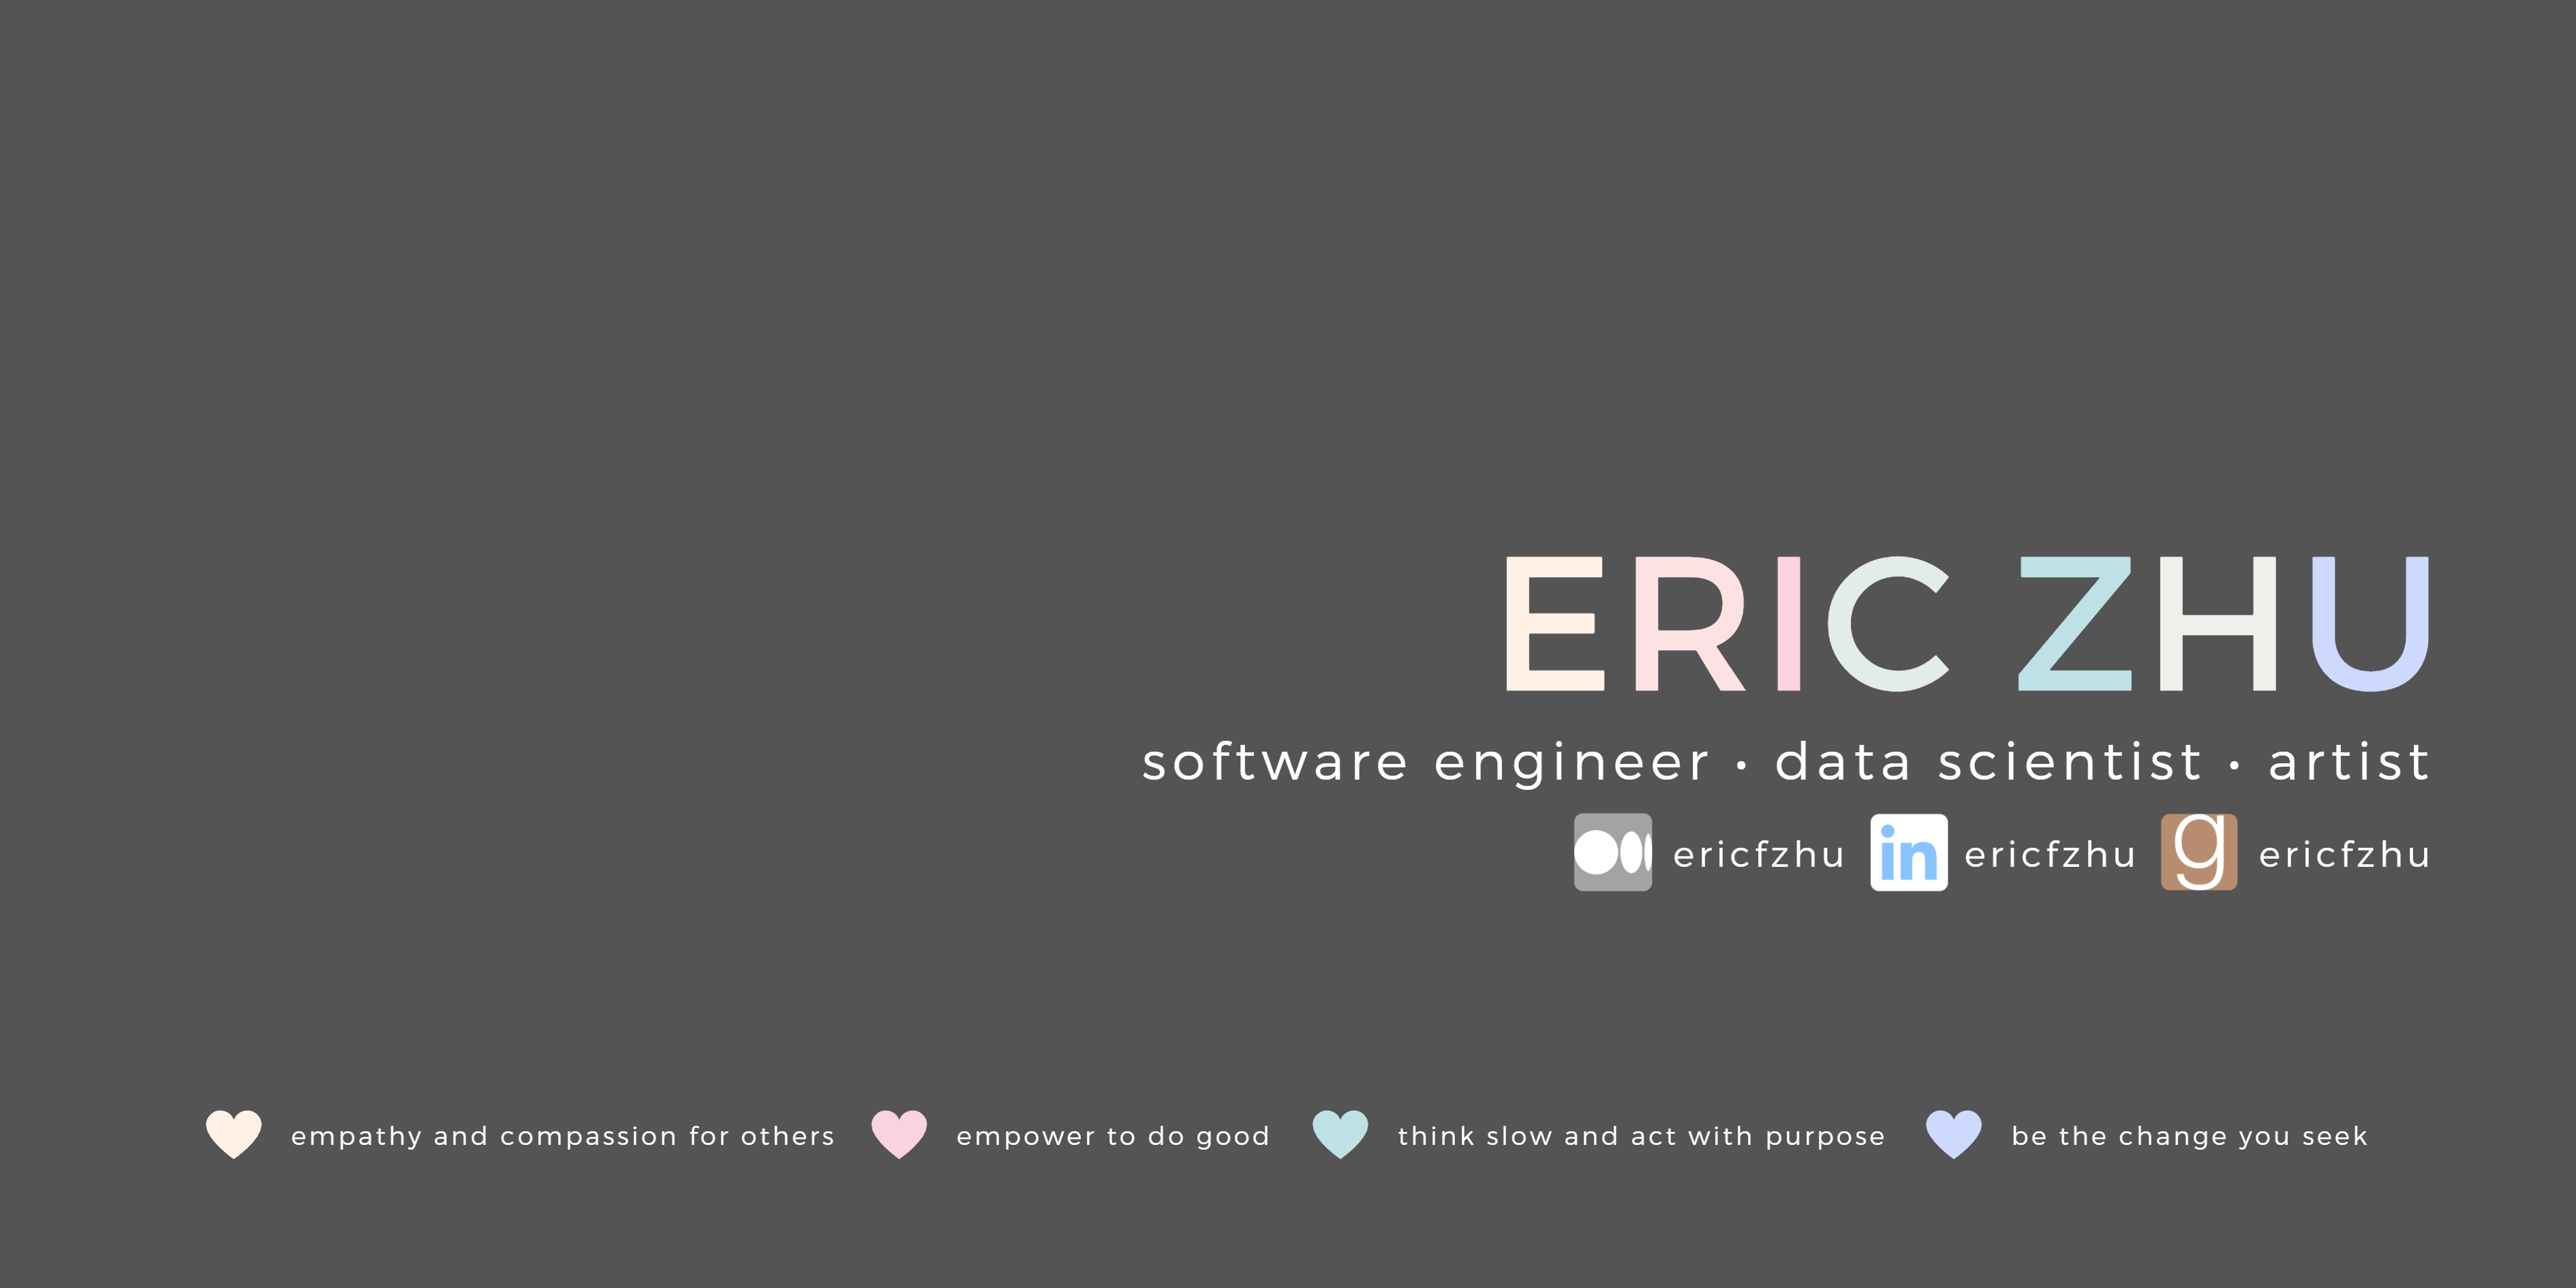 ERIC ZHU
software engineer · data scientist · artist
in ericfzhu ericfzhu g ericfzhu
empathy and compassion for others empower to do good think slow and act with purpose be the change you seek